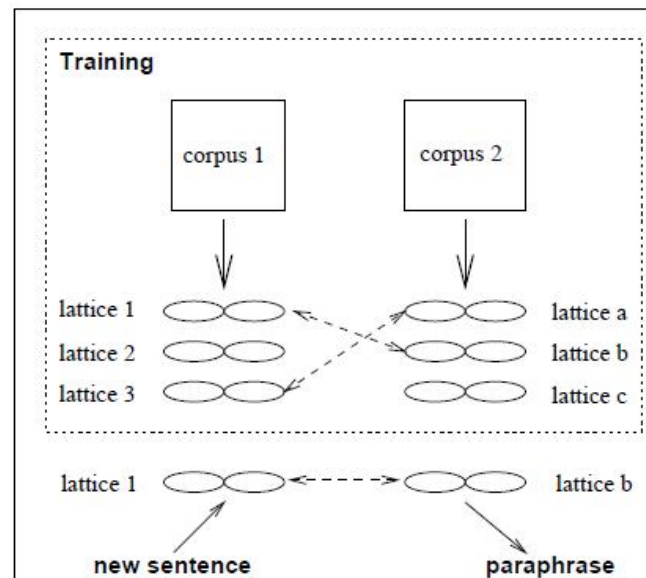 Training
corpus 1 corpus 2
lattice 1 lattice a
lattice 2 lattice b
lattice 3 lattice c
lattice 1 lattice b
new sentence paraphrase